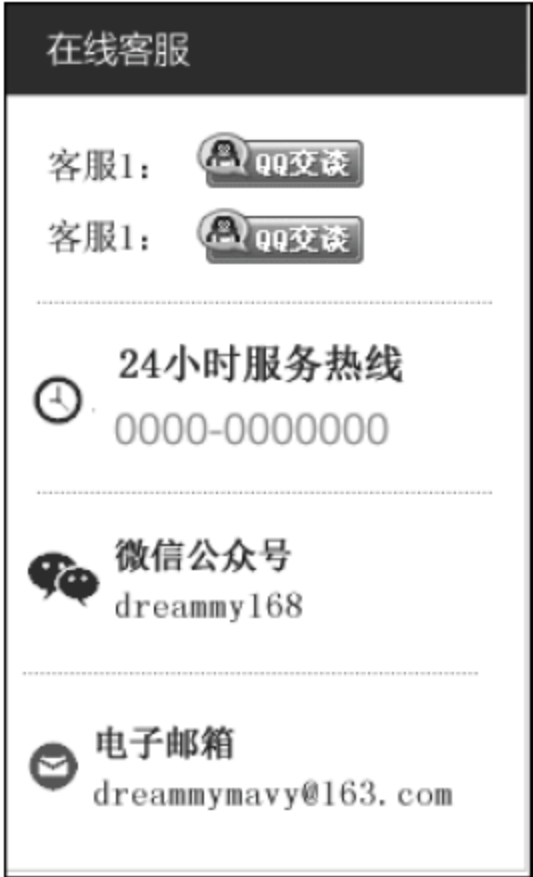 在线客服
客服1： QQ交谈
客服1： QQ交谈
24小时服务热线
0000-0000000
微信公众号
dreammy168
电子邮箱
dreammymavy@163.com